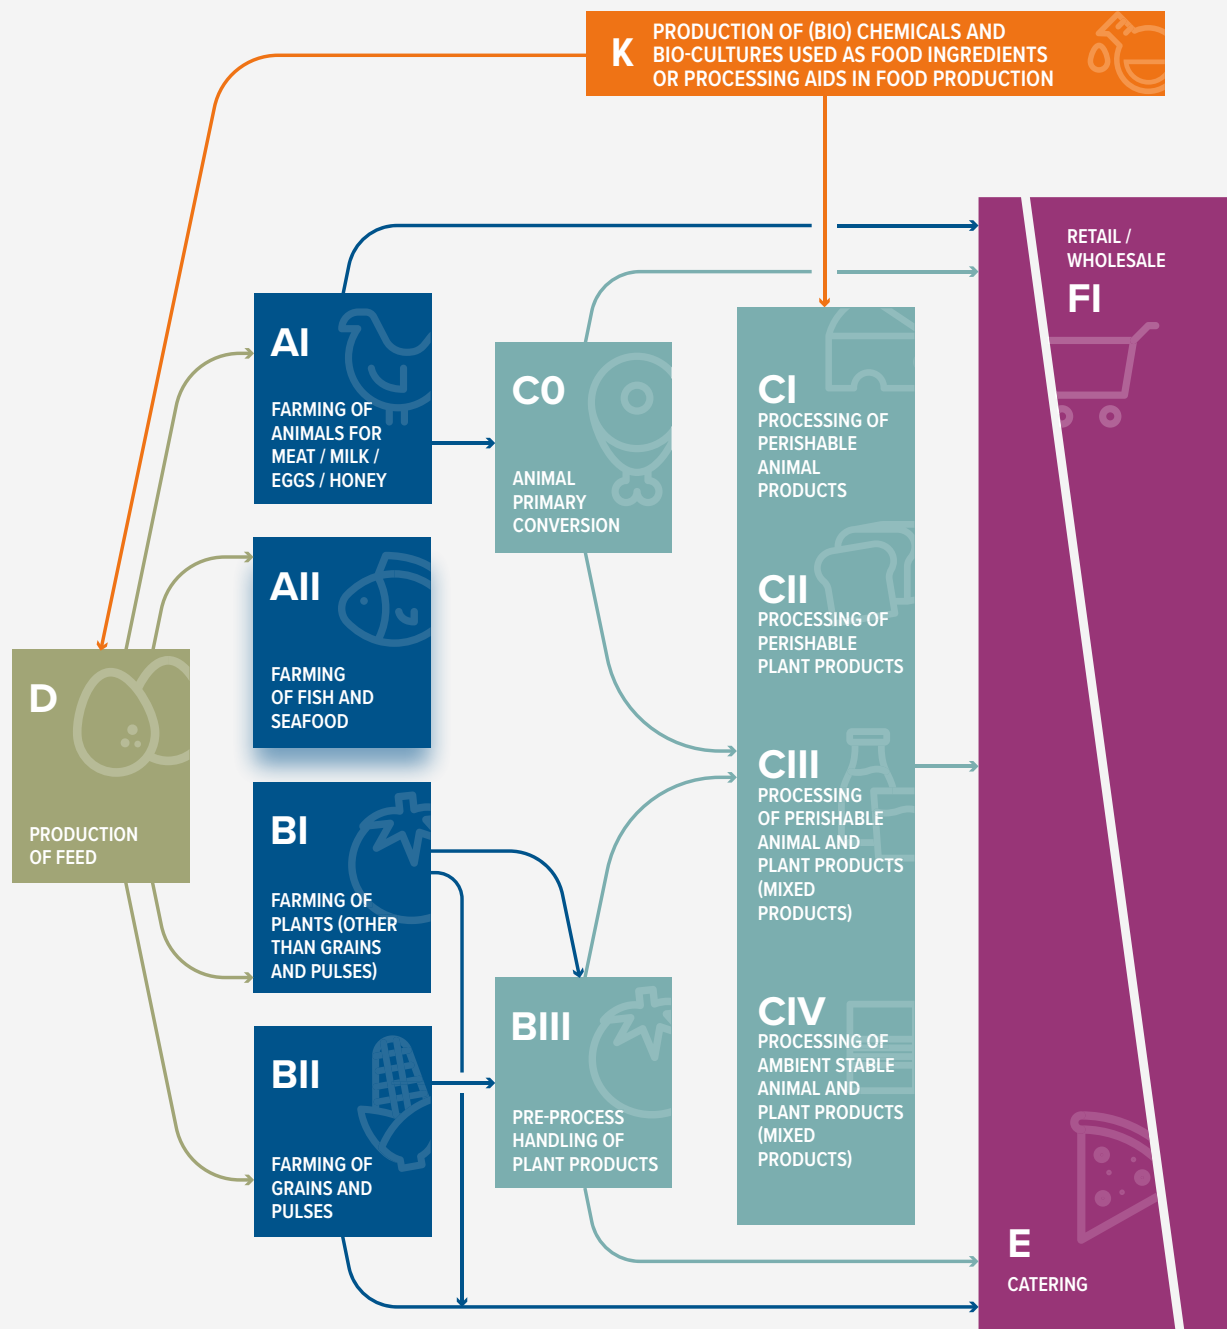 K
PRODUCTION OF (BIO) CHEMICALS AND
BIO-CULTURES USED AS FOOD INGREDIENTS
OR PROCESSING AIDS IN FOOD PRODUCTION
RETAIL /
WHOLESALE
FI
AI
FARMING OF
ANIMALS FOR
MEAT / MILK /
EGGS / HONEY
C0
ANIMAL
PRIMARY
CONVERSION
CI
PROCESSING OF
PERISHABLE
ANIMAL
PRODUCTS
AII
FARMING
OF FISH AND
SEAFOOD
CII
PROCESSING OF
PERISHABLE
PLANT PRODUCTS
D
PRODUCTION
OF FEED
BI
FARMING OF
PLANTS (OTHER
THAN GRAINS
AND PULSES)
CIII
PROCESSING
OF PERISHABLE
ANIMAL AND
PLANT PRODUCTS
(MIXED
PRODUCTS)
BII
FARMING OF
GRAINS AND
PULSES
BIII
PRE-PROCESS
HANDLING OF
PLANT PRODUCTS
CIV
PROCESSING OF
AMBIENT STABLE
ANIMAL AND
PLANT PRODUCTS
(MIXED
PRODUCTS)
E
CATERING